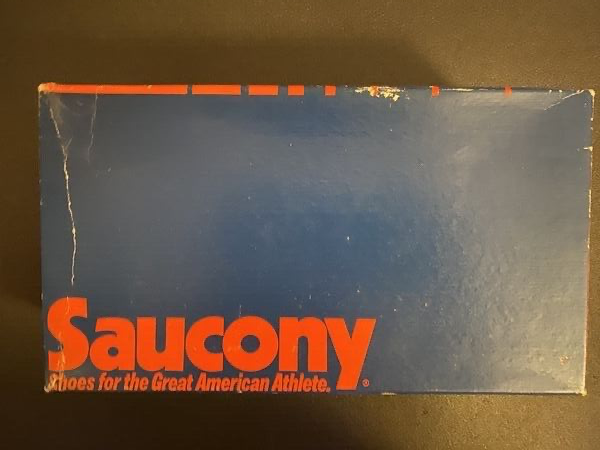 Saucony
Shoes for the Great American Athlete.®